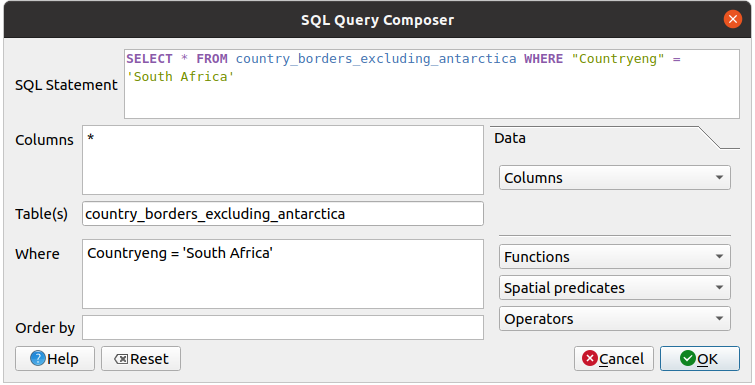 SQL Query Composer
SQL Statement
SELECT * FROM country_borders_excluding_antarctica WHERE "Countryeng" =
'South Africa'
Columns
*
Data
Columns
Table(s)
country_borders_excluding_antarctica
Where
Countryeng = 'South Africa'
Functions
Spatial predicates
Operators
Order by
Help
Reset
Cancel
OK